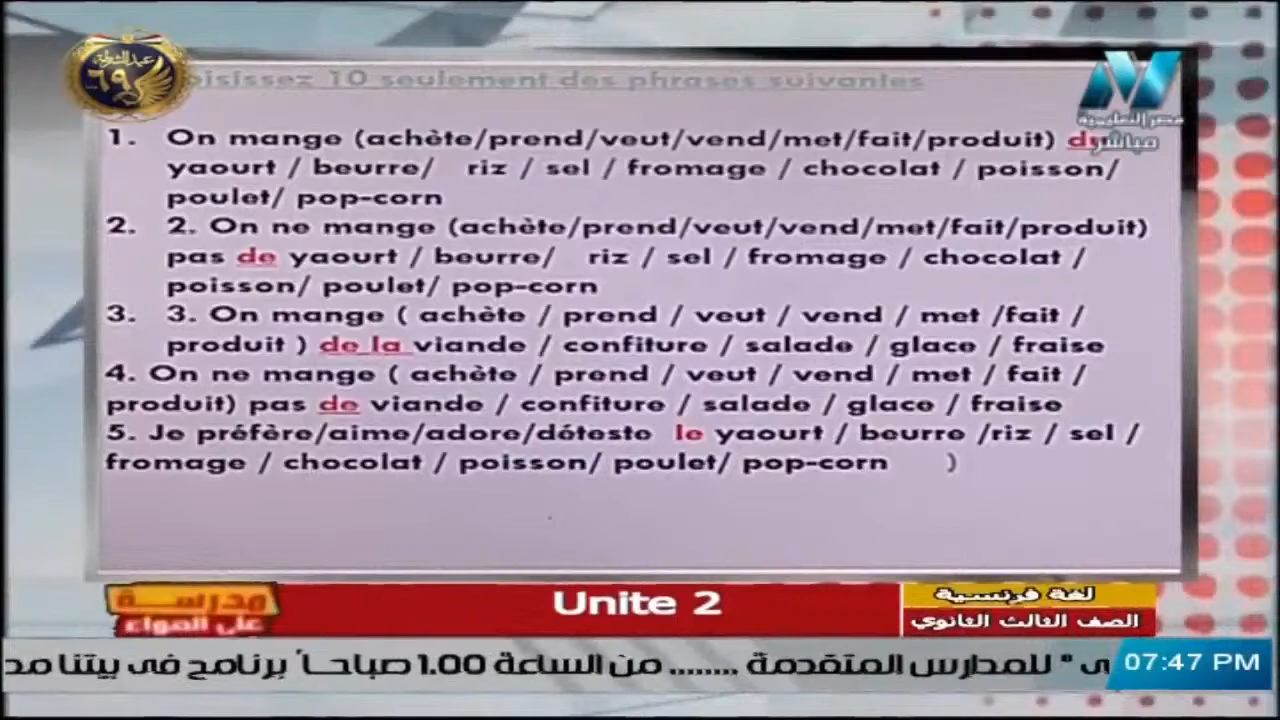 عيد الشرطة
٦٩
oisissez 10 seulement des phrases suivantes
مصر التعليمية
مباشر
1. On mange (achète/prend/veut/vend/met/fait/produit) du
yaourt / beurre/ riz / sel / fromage / chocolat / poisson/
poulet/ pop-corn
2. 2. On ne mange (achète/prend/veut/vend/met/fait/produit)
pas de yaourt / beurre/ riz / sel / fromage / chocolat /
poisson/ poulet/ pop-corn
3. 3. On mange ( achète / prend / veut / vend / met /fait /
produit ) de la viande / confiture / salade / glace / fraise
4. On ne mange ( achète / prend / veut / vend / met / fait /
produit) pas de viande / confiture / salade / glace / fraise
5. Je préfère/aime/adore/déteste le yaourt / beurre /riz / sel /
fromage / chocolat / poisson/ poulet/ pop-corn )
مدرسة
على الهواء
Unite 2
لغة فرنسية
الصف الثالث الثانوي
ى " للمدارس المتقدمة ........ من الساعة 1.00 صباحاً برنامج فى بيتنا مد
07:47 PM